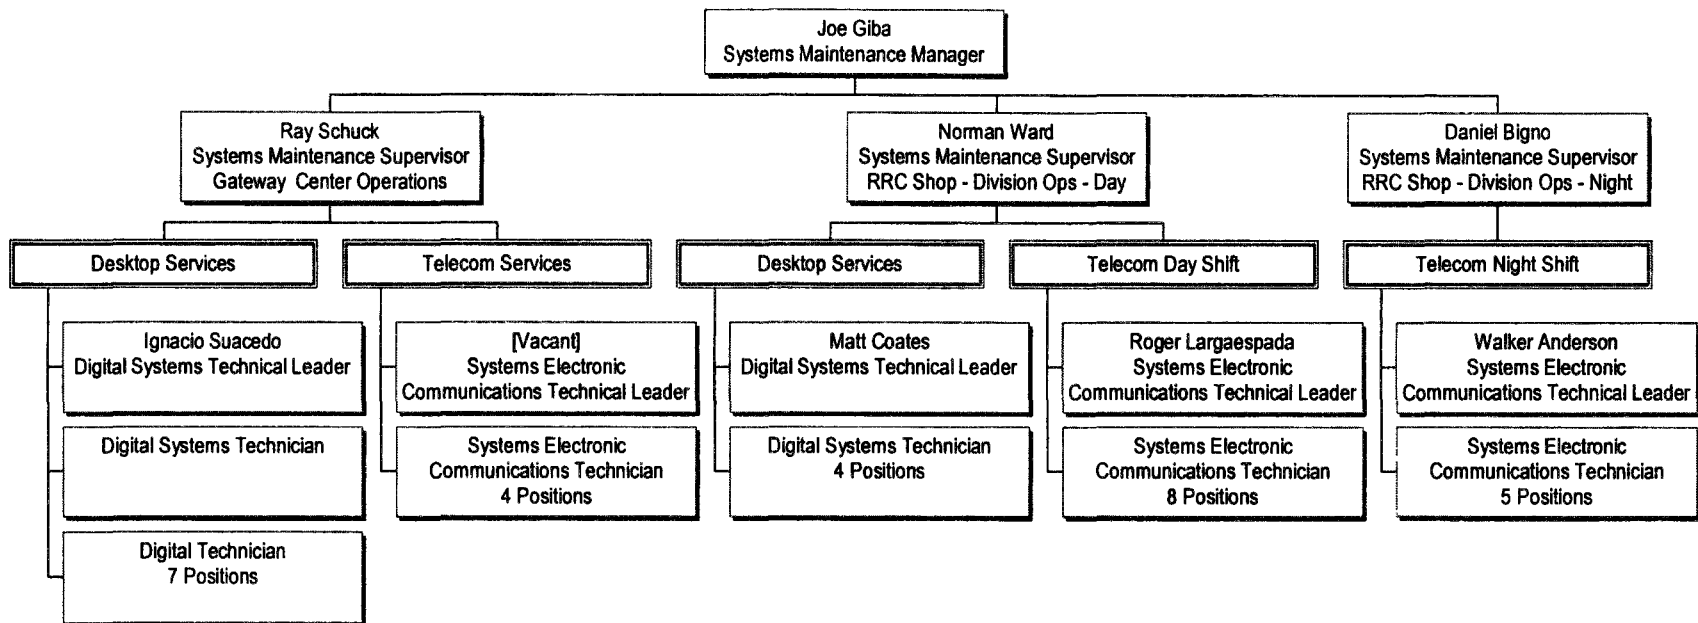 Joe Giba
Systems Maintenance Manager
Ray Schuck
Systems Maintenance Supervisor
Gateway Center Operations
Norman Ward
Systems Maintenance Supervisor
RRC Shop - Division Ops - Day
Daniel Bigno
Systems Maintenance Supervisor
RRC Shop - Division Ops - Night
Desktop Services
Telecom Services
Desktop Services
Telecom Day Shift
Telecom Night Shift
Ignacio Suacedo
Digital Systems Technical Leader
[Vacant]
Systems Electronic
Communications Technical Leader
Matt Coates
Digital Systems Technical Leader
Roger Largaespada
Systems Electronic
Communications Technical Leader
Walker Anderson
Systems Electronic
Communications Technical Leader
Digital Systems Technician
Systems Electronic
Communications Technician
4 Positions
Digital Systems Technician
4 Positions
Systems Electronic
Communications Technician
8 Positions
Systems Electronic
Communications Technician
5 Positions
Digital Technician
7 Positions